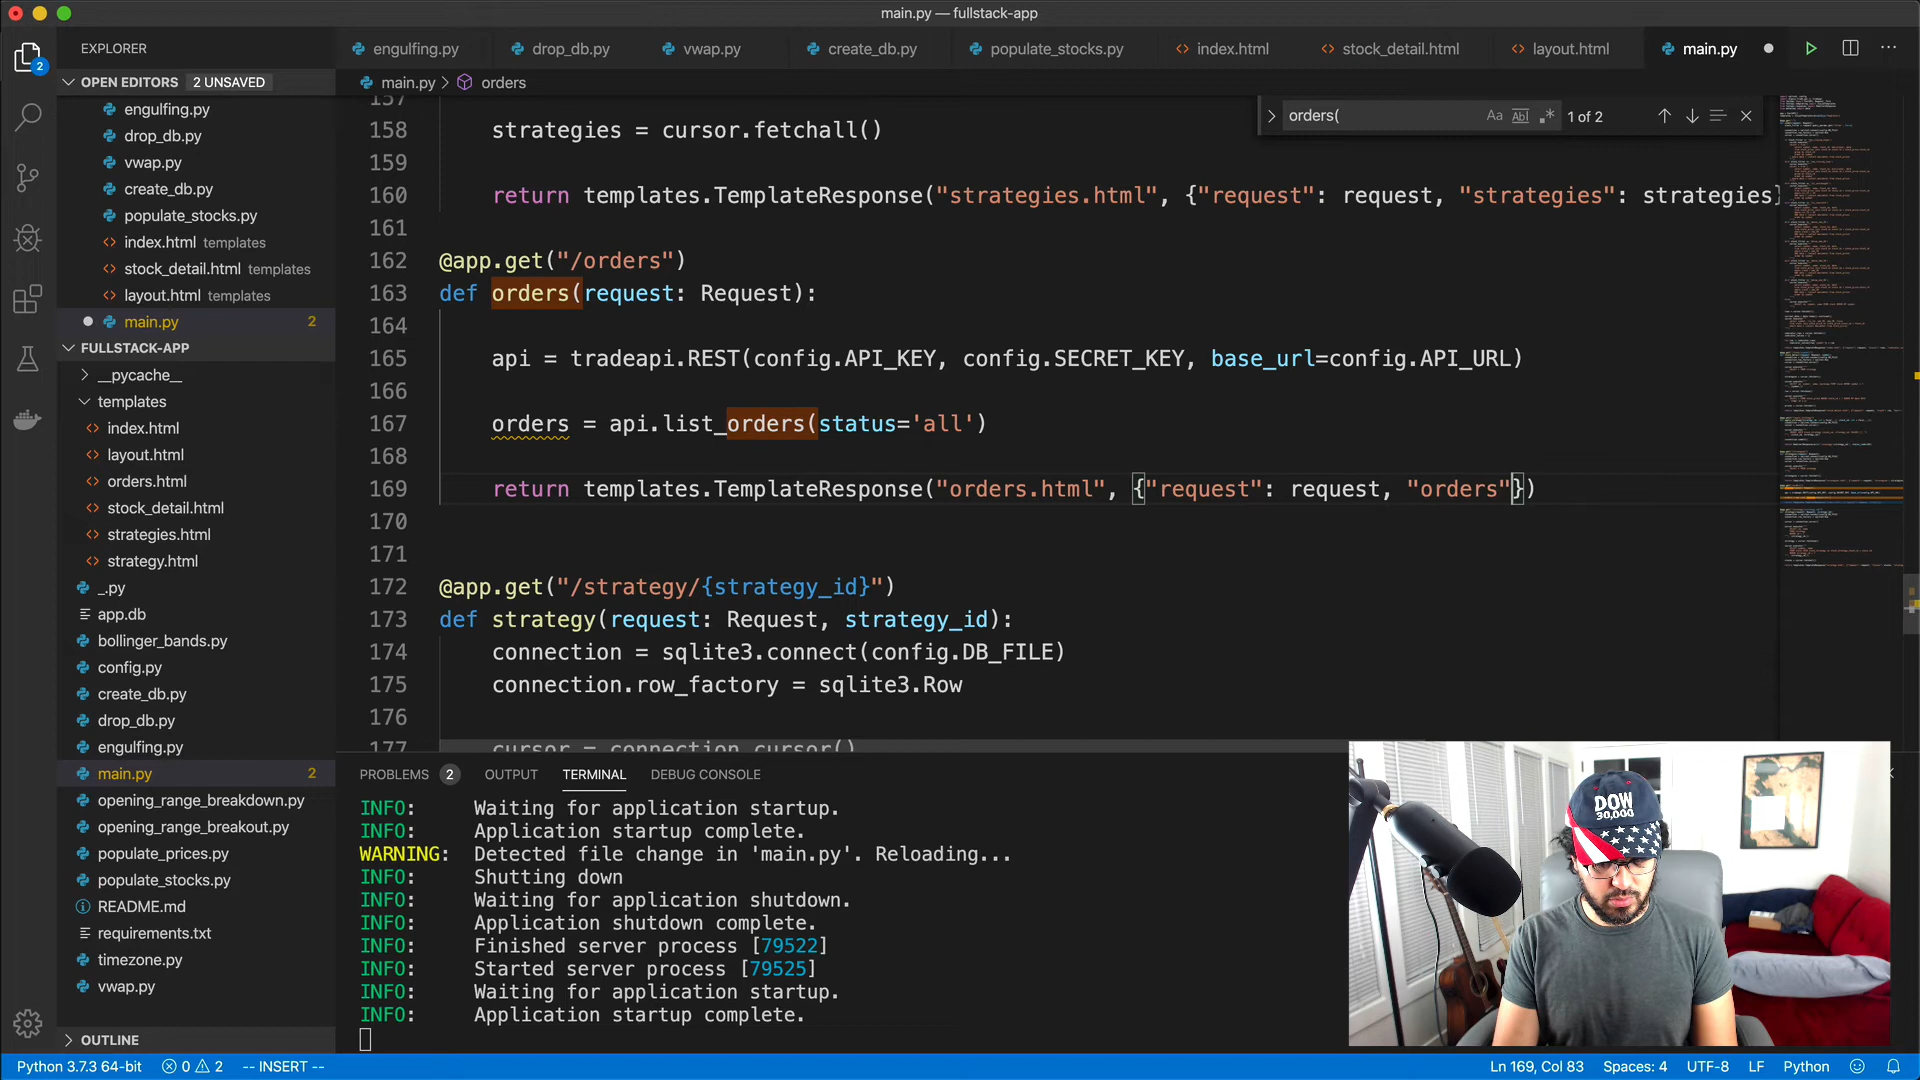 main.py — fullstack-app
EXPLORER
OPEN EDITORS 2 UNSAVED
engulfing.py
drop_db.py
vwap.py
create_db.py
populate_stocks.py
index.html templates
stock_detail.html templates
layout.html templates
main.py 2
FULLSTACK-APP
__pycache__
templates
index.html
layout.html
orders.html
stock_detail.html
strategies.html
strategy.html
_.py
app.db
bollinger_bands.py
config.py
create_db.py
drop_db.py
engulfing.py
main.py 2
opening_range_breakdown.py
opening_range_breakout.py
populate_prices.py
populate_stocks.py
README.md
requirements.txt
timezone.py
vwap.py
OUTLINE
2
engulfing.py drop_db.py vwap.py create_db.py populate_stocks.py index.html stock_detail.html layout.html main.py
main.py > orders
orders( Aa Abl .* 1 of 2
157
158 strategies = cursor.fetchall()
159
160 return templates.TemplateResponse("strategies.html", {"request": request, "strategies": strategies}
161
162 @app.get("/orders")
163 def orders(request: Request):
164
165 api = tradeapi.REST(config.API_KEY, config.SECRET_KEY, base_url=config.API_URL)
166
167 orders = api.list_orders(status='all')
168
169 return templates.TemplateResponse("orders.html", {"request": request, "orders"})
170
171
172 @app.get("/strategy/{strategy_id}")
173 def strategy(request: Request, strategy_id):
174 connection = sqlite3.connect(config.DB_FILE)
175 connection.row_factory = sqlite3.Row
176
177 cursor = connection.cursor()
PROBLEMS 2 OUTPUT TERMINAL DEBUG CONSOLE
INFO: Waiting for application startup.
INFO: Application startup complete.
WARNING: Detected file change in 'main.py'. Reloading...
INFO: Shutting down
INFO: Waiting for application shutdown.
INFO: Application shutdown complete.
INFO: Finished server process [79522]
INFO: Started server process [79525]
INFO: Waiting for application startup.
INFO: Application startup complete.
DOW
30,000
Python 3.7.3 64-bit 0 2 -- INSERT -- Ln 169, Col 83 Spaces: 4 UTF-8 LF Python